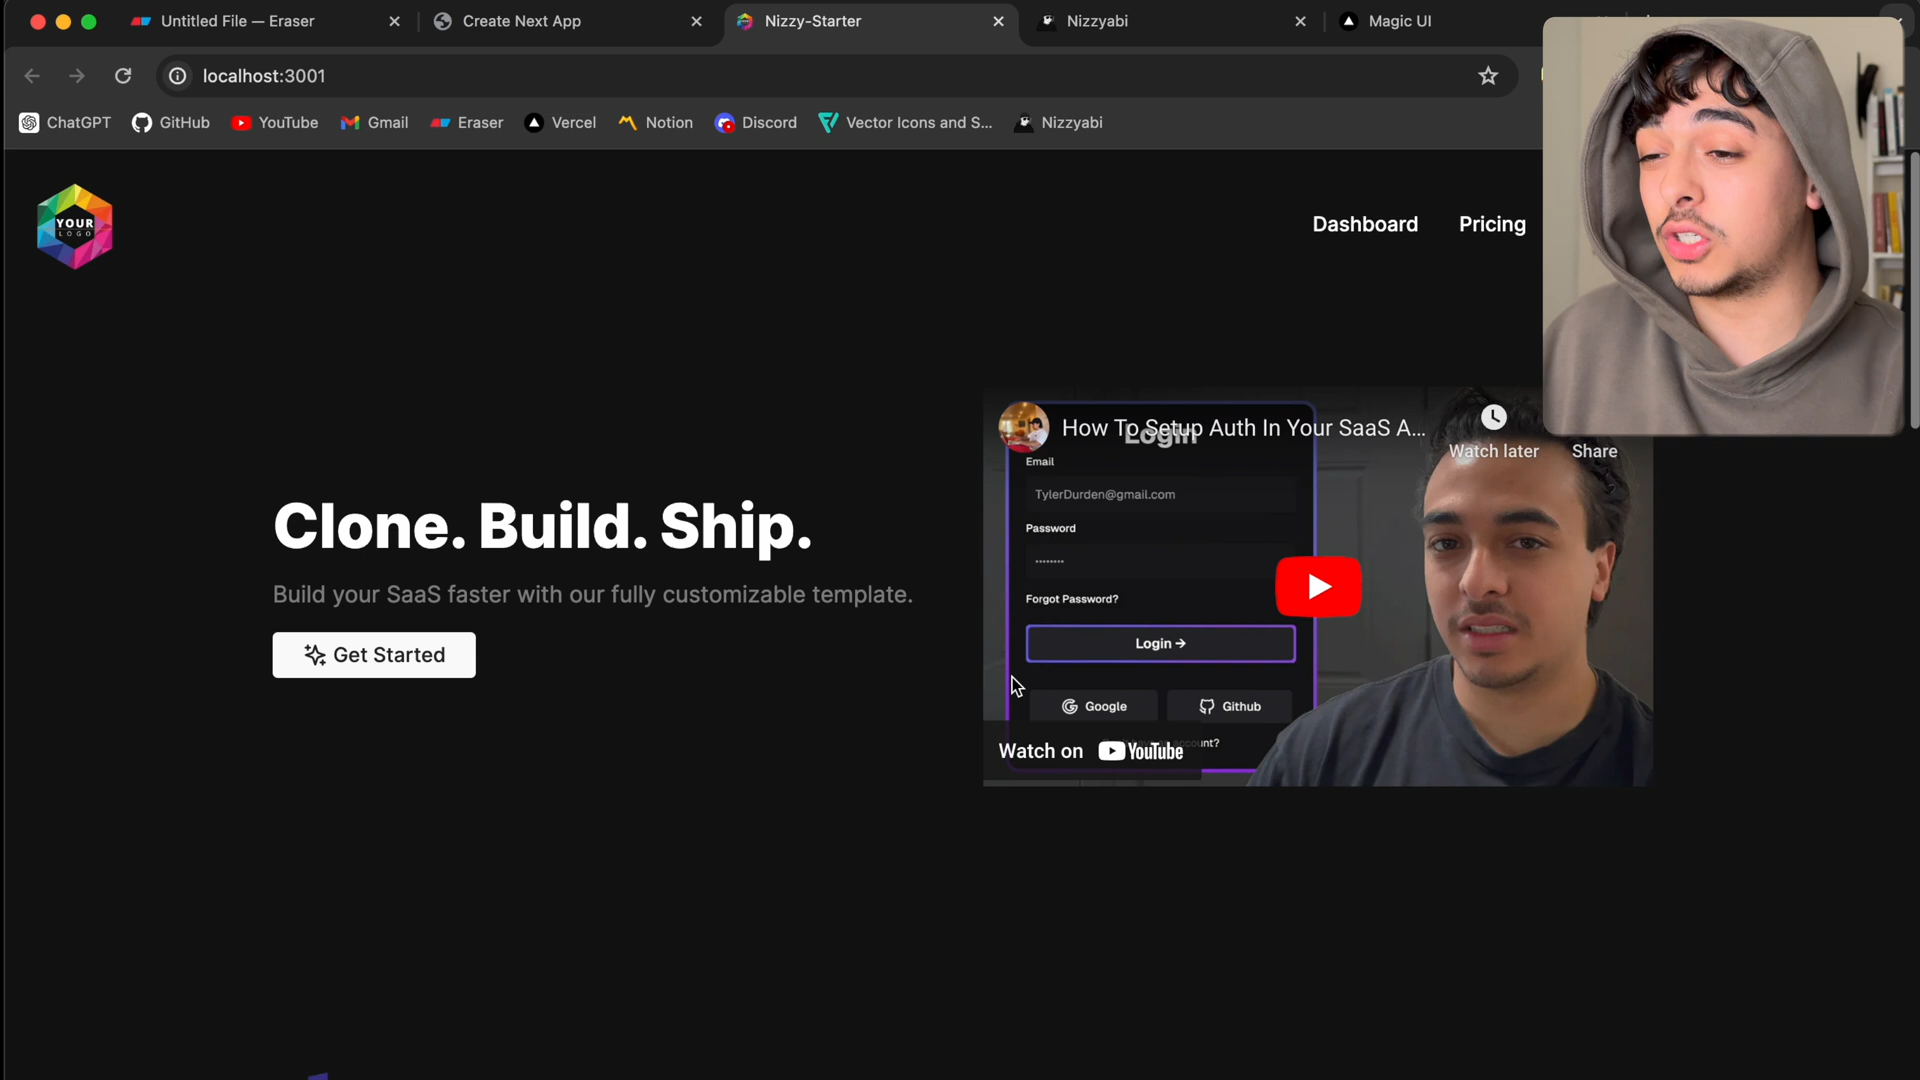 Untitled File — Eraser
Create Next App
Nizzy-Starter
Nizzyabi
Magic UI
localhost:3001
ChatGPT
GitHub
YouTube
Gmail
Eraser
Vercel
Notion
Discord
Vector Icons and S...
Nizzyabi
YOUR
LOGO
Dashboard
Pricing
How To Setup Auth In Your SaaS A...
Login
Watch later
Share
Email
TylerDurden@gmail.com
Password
Forgot Password?
Login →
Google
Github
unt?
Watch on YouTube
Clone. Build. Ship.
Build your SaaS faster with our fully customizable template.
Get Started